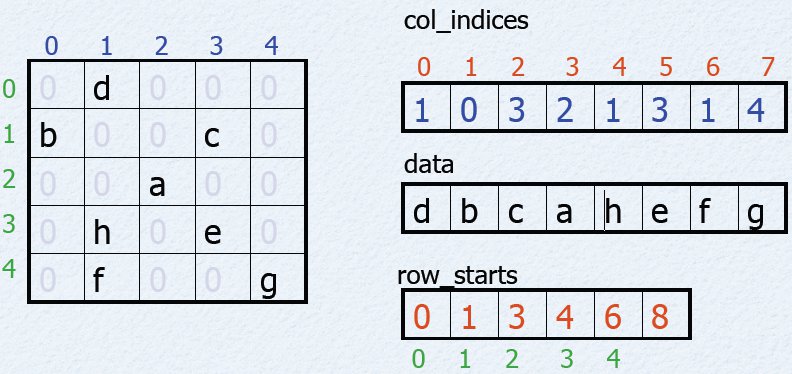 0 1 2 3 4
0 0 d 0 0 0
1 b 0 0 c 0
2 0 0 a 0 0
3 0 h 0 e 0
4 0 f 0 0 g
col_indices
0 1 2 3 4 5 6 7
1 0 3 2 1 3 1 4
data
d b c a h e f g
row_starts
0 1 3 4 6 8
0 1 2 3 4